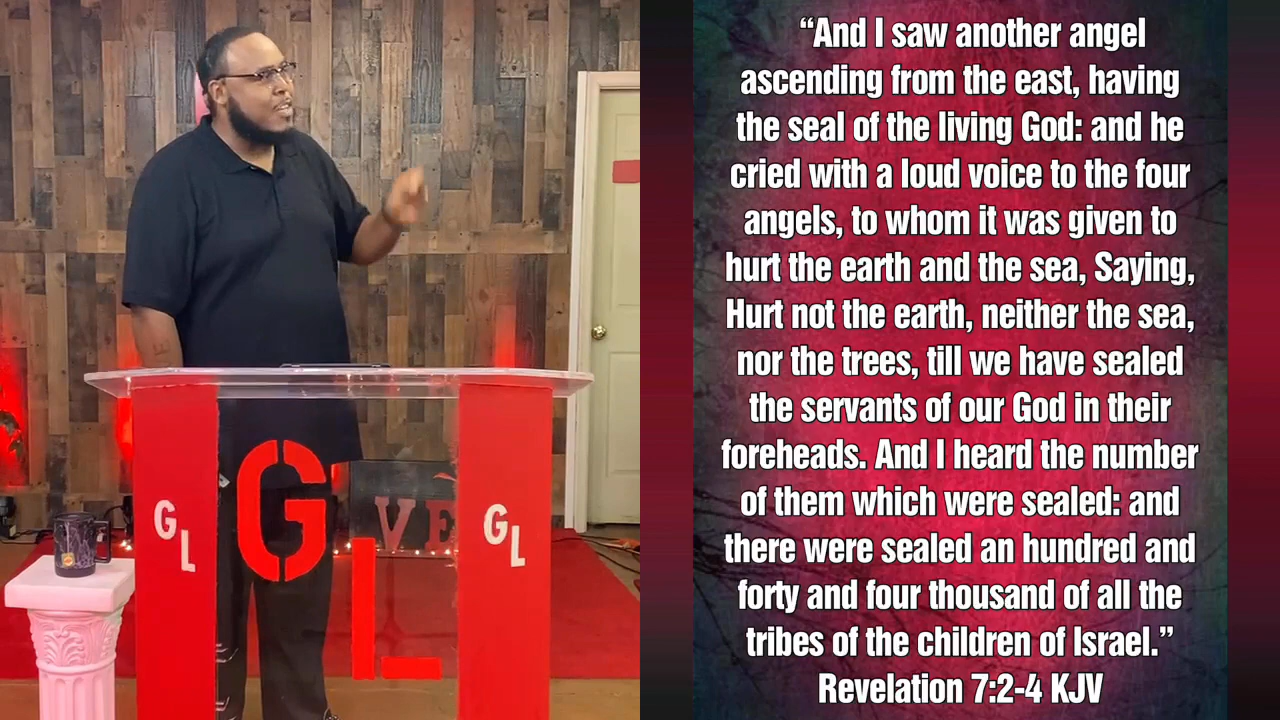 G
L
G
L
VE
G
L
“And I saw another angel
ascending from the east, having
the seal of the living God: and he
cried with a loud voice to the four
angels, to whom it was given to
hurt the earth and the sea, Saying,
Hurt not the earth, neither the sea,
nor the trees, till we have sealed
the servants of our God in their
foreheads. And I heard the number
of them which were sealed: and
there were sealed an hundred and
forty and four thousand of all the
tribes of the children of Israel.”
Revelation 7:2-4 KJV